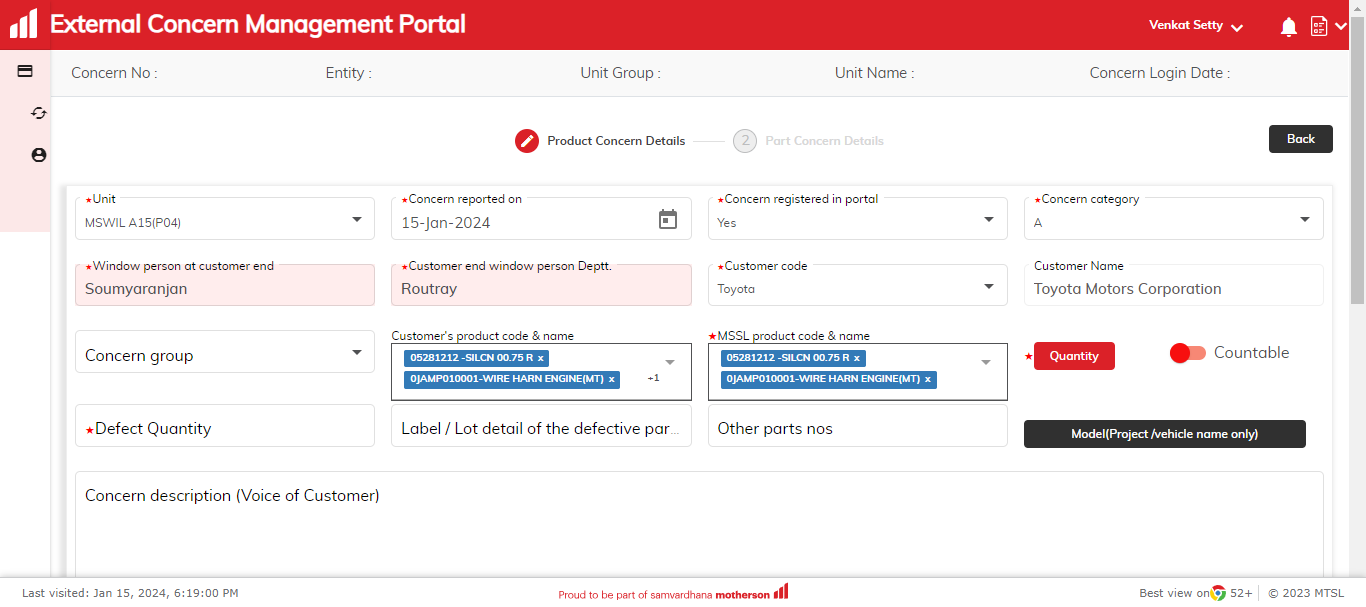 External Concern Management Portal
Venkat Setty
Concern No : Entity : Unit Group : Unit Name : Concern Login Date :
Product Concern Details 2 Part Concern Details
Back
*Unit *Concern reported on *Concern registered in portal *Concern category
MSWIL A15(P04) 15-Jan-2024 Yes A
*Window person at customer end *Customer end window person Deptt. *Customer code Customer Name
Soumyaranjan Routray Toyota Toyota Motors Corporation
Customer's product code & name *MSSL product code & name
Concern group
05281212 -SILCN 00.75 R x 05281212 -SILCN 00.75 R x
0JAMP010001-WIRE HARN ENGINE(MT) x +1 0JAMP010001-WIRE HARN ENGINE(MT) x
* Quantity Countable
*Defect Quantity Label / Lot detail of the defective par... Other parts nos Model(Project /vehicle name only)
Concern description (Voice of Customer)
Last visited: Jan 15, 2024, 6:19:00 PM Proud to be part of samvardhana motherson Best view on 52+ © 2023 MTSL